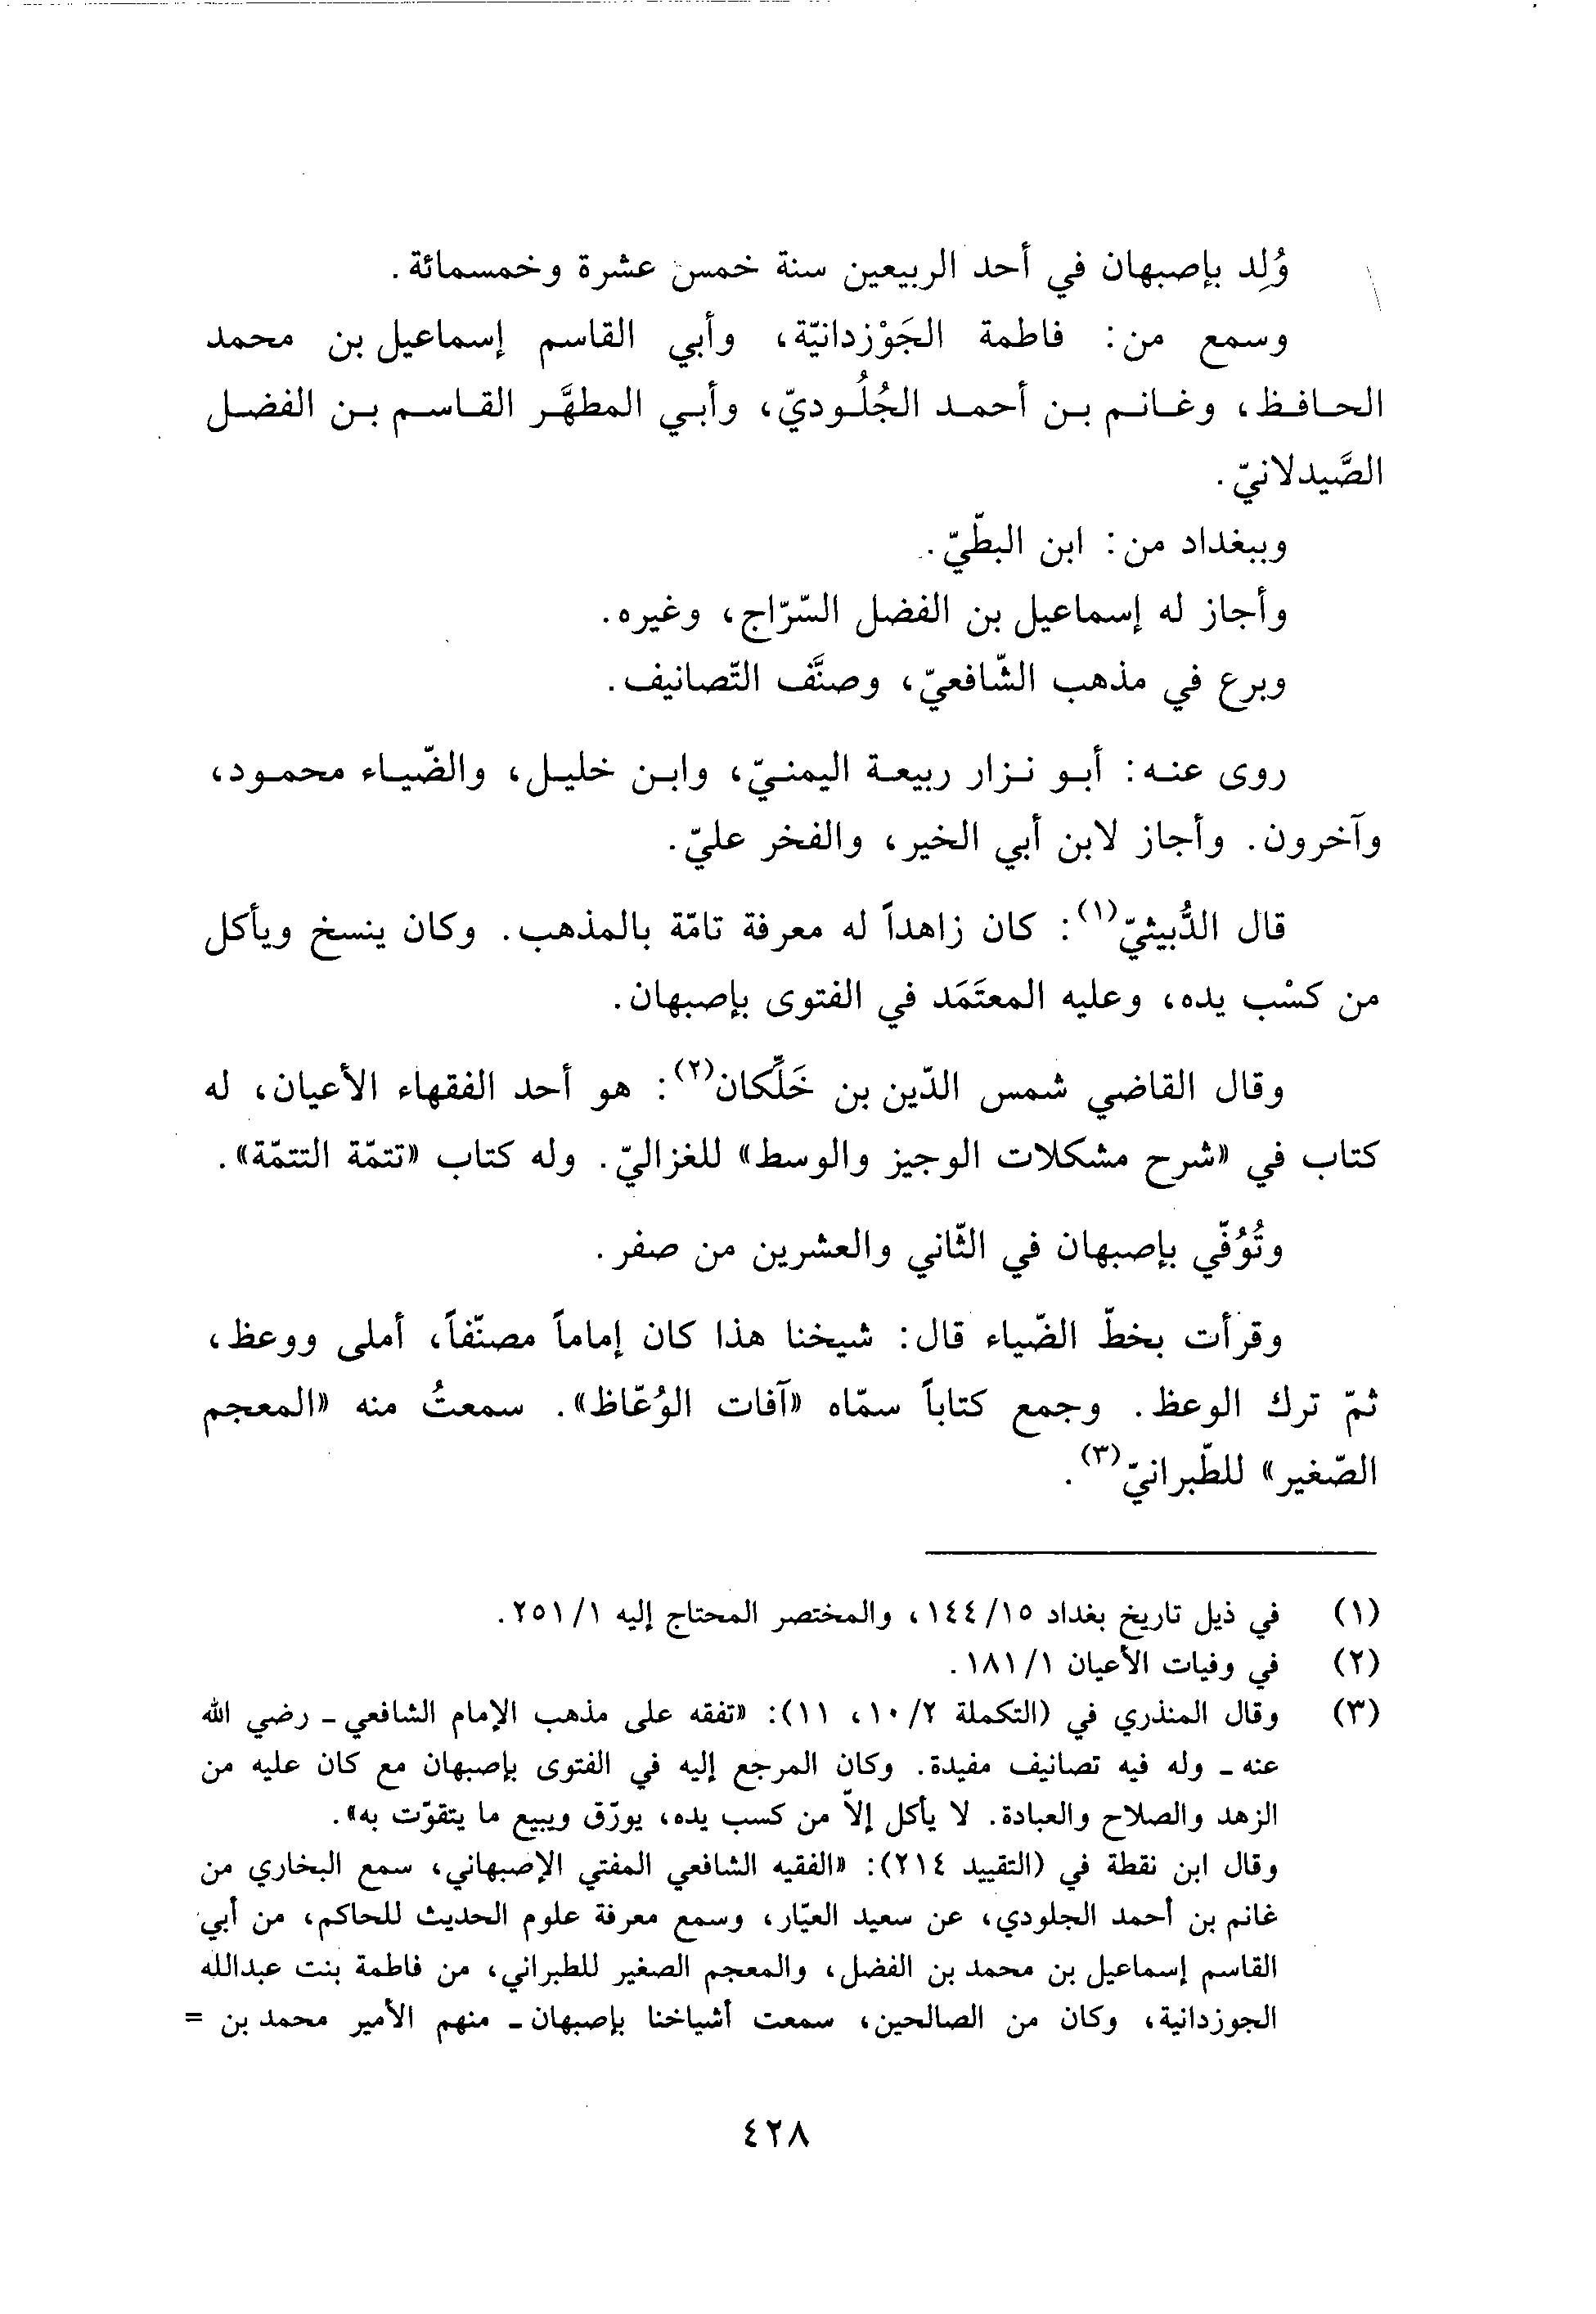 وُلِد بإصبهان في أحد الربيعين سنة خمس عشرة وخمسمائة.
وسمع من: فاطمة الجَوْزدانيّة، وأبي القاسم إسماعيل بن محمد
الحافظ، وغانم بن أحمد الجُلُوديّ، وأبي المطهَّر القاسم بن الفضل
الصَّيدلانيّ.
وببغداد من: ابن البطّيّ.
وأجاز له إسماعيل بن الفضل السّرّاج، وغيره.
وبرع في مذهب الشّافعيّ، وصنَّف التّصانيف.
روى عنه: أبو نزار ربيعة اليمنيّ، وابن خليل، والضّياء محمود،
وآخرون. وأجاز لابن أبي الخير، والفخر عليّ.
قال الدُّبيثيّ(١): كان زاهداً له معرفة تامّة بالمذهب. وكان ينسخ ويأكل
من كسْب يده، وعليه المعتَمَد في الفتوى بإصبهان.
وقال القاضي شمس الدّين بن خَلِّكان(٢): هو أحد الفقهاء الأعيان، له
كتاب في «شرح مشكلات الوجيز والوسط» للغزاليّ. وله كتاب «تتمّة التتمّة».
وتُوُفّي بإصبهان في الثّاني والعشرين من صفر.
وقرأت بخطّ الضّياء قال: شيخنا هذا كان إماماً مصنّفاً، أملى ووعظ،
ثمّ ترك الوعظ. وجمع كتاباً سمّاه «آفات الوُعّاظ». سمعتُ منه «المعجم
الصّغير» للطّبرانيّ(٣).
(١) في ذيل تاريخ بغداد ١٤٤/١٥، والمختصر المحتاج إليه ٢٥١/١.
(٢) في وفيات الأعيان ١٨١/١.
(٣) وقال المنذري في (التكملة ١٠/٢، ١١): «تفقه على مذهب الإمام الشافعي ـ رضي الله
عنه ـ وله فيه تصانيف مفيدة. وكان المرجع إليه في الفتوى بإصبهان مع كان عليه من
الزهد والصلاح والعبادة. لا يأكل إلاّ من كسب يده، يورّق ويبيع ما يتقوّت به».
وقال ابن نقطة في (التقييد ٢١٤): «الفقيه الشافعي المفتي الإصبهاني، سمع البخاري من
غانم بن أحمد الجلودي، عن سعيد العيّار، وسمع معرفة علوم الحديث للحاكم، من أبي
القاسم إسماعيل بن محمد بن الفضل، والمعجم الصغير للطبراني، من فاطمة بنت عبدالله
الجوزدانية، وكان من الصالحين، سمعت أشياخنا بإصبهان ـ منهم الأمير محمد بن =
٤٢٨